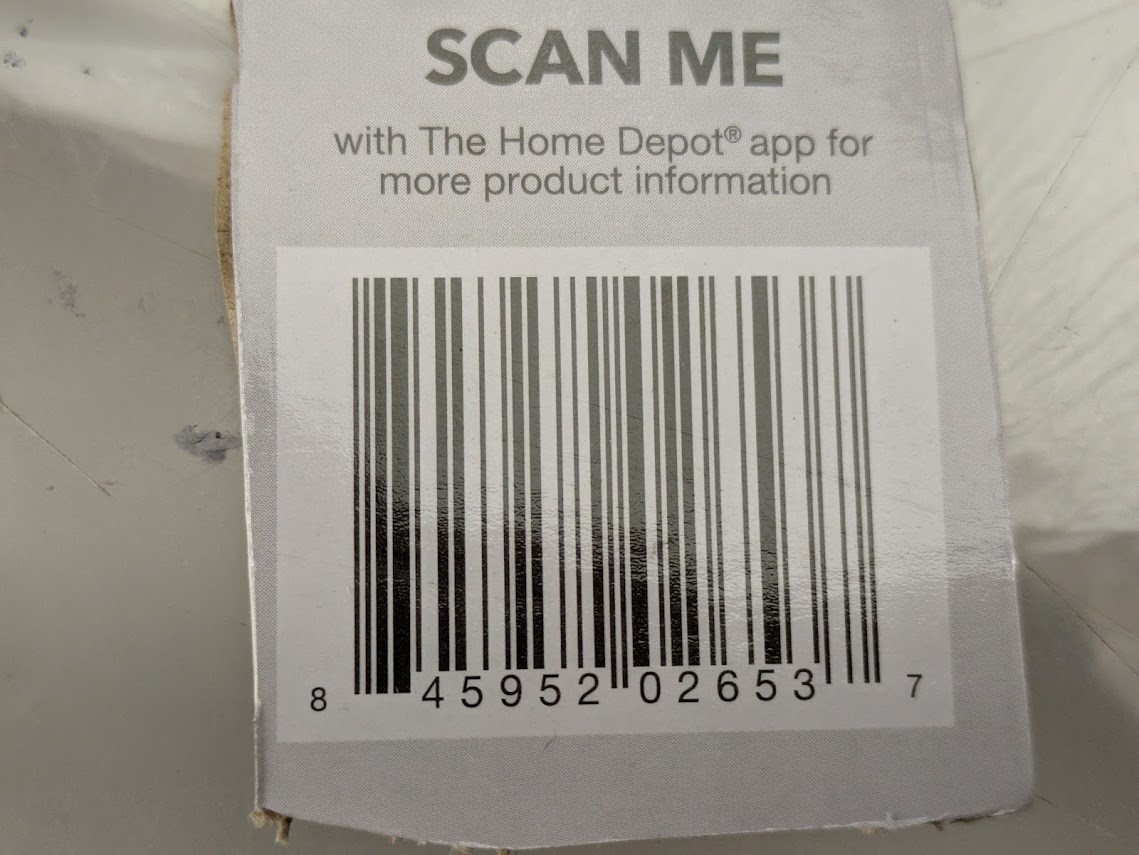 SCAN ME
with The Home Depot® app for
more product information
8 45952 02653 7